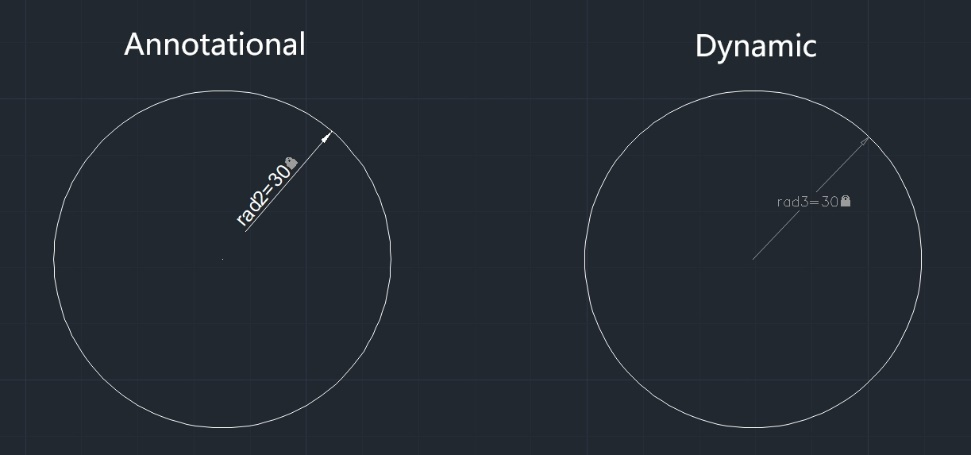 Annotational
Dynamic
rad2=30
rad3=30